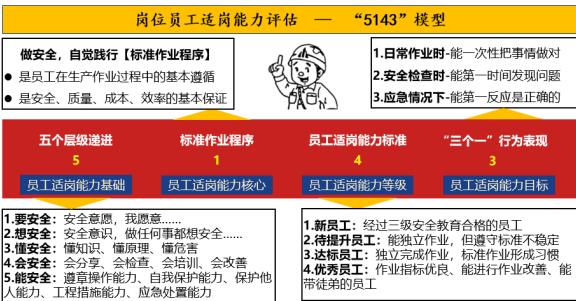 岗位员工适岗能力评估 — “5143”模型
做安全，自觉践行【标准作业程序】
● 是员工在生产作业过程中的基本遵循
● 是安全、质量、成本、效率的基本保证
1.日常作业时-能一次性把事情做对
2.安全检查时-能第一时间发现问题
3.应急情况下-能第一反应是正确的
五个层级递进
5
员工适岗能力基础
标准作业程序
1
员工适岗能力核心
员工适岗能力标准
4
员工适岗能力等级
“三个一”行为表现
3
员工适岗能力目标
1.要安全：安全意愿，我愿意……
2.想安全：安全意识，做任何事都想安全……
3.懂安全：懂知识、懂原理、懂危害
4.会安全：会分享、会检查、会培训、会改善
5.能安全：遵章操作能力、自我保护能力、保护他
人能力、工程措施能力、应急处置能力
1.新员工：经过三级安全教育合格的员工
2.待提升员工：能独立作业，但遵守标准不稳定
3.达标员工：独立完成作业，标准作业形成习惯
4.优秀员工：作业指标优良、能进行作业改善、能
带徒弟的员工